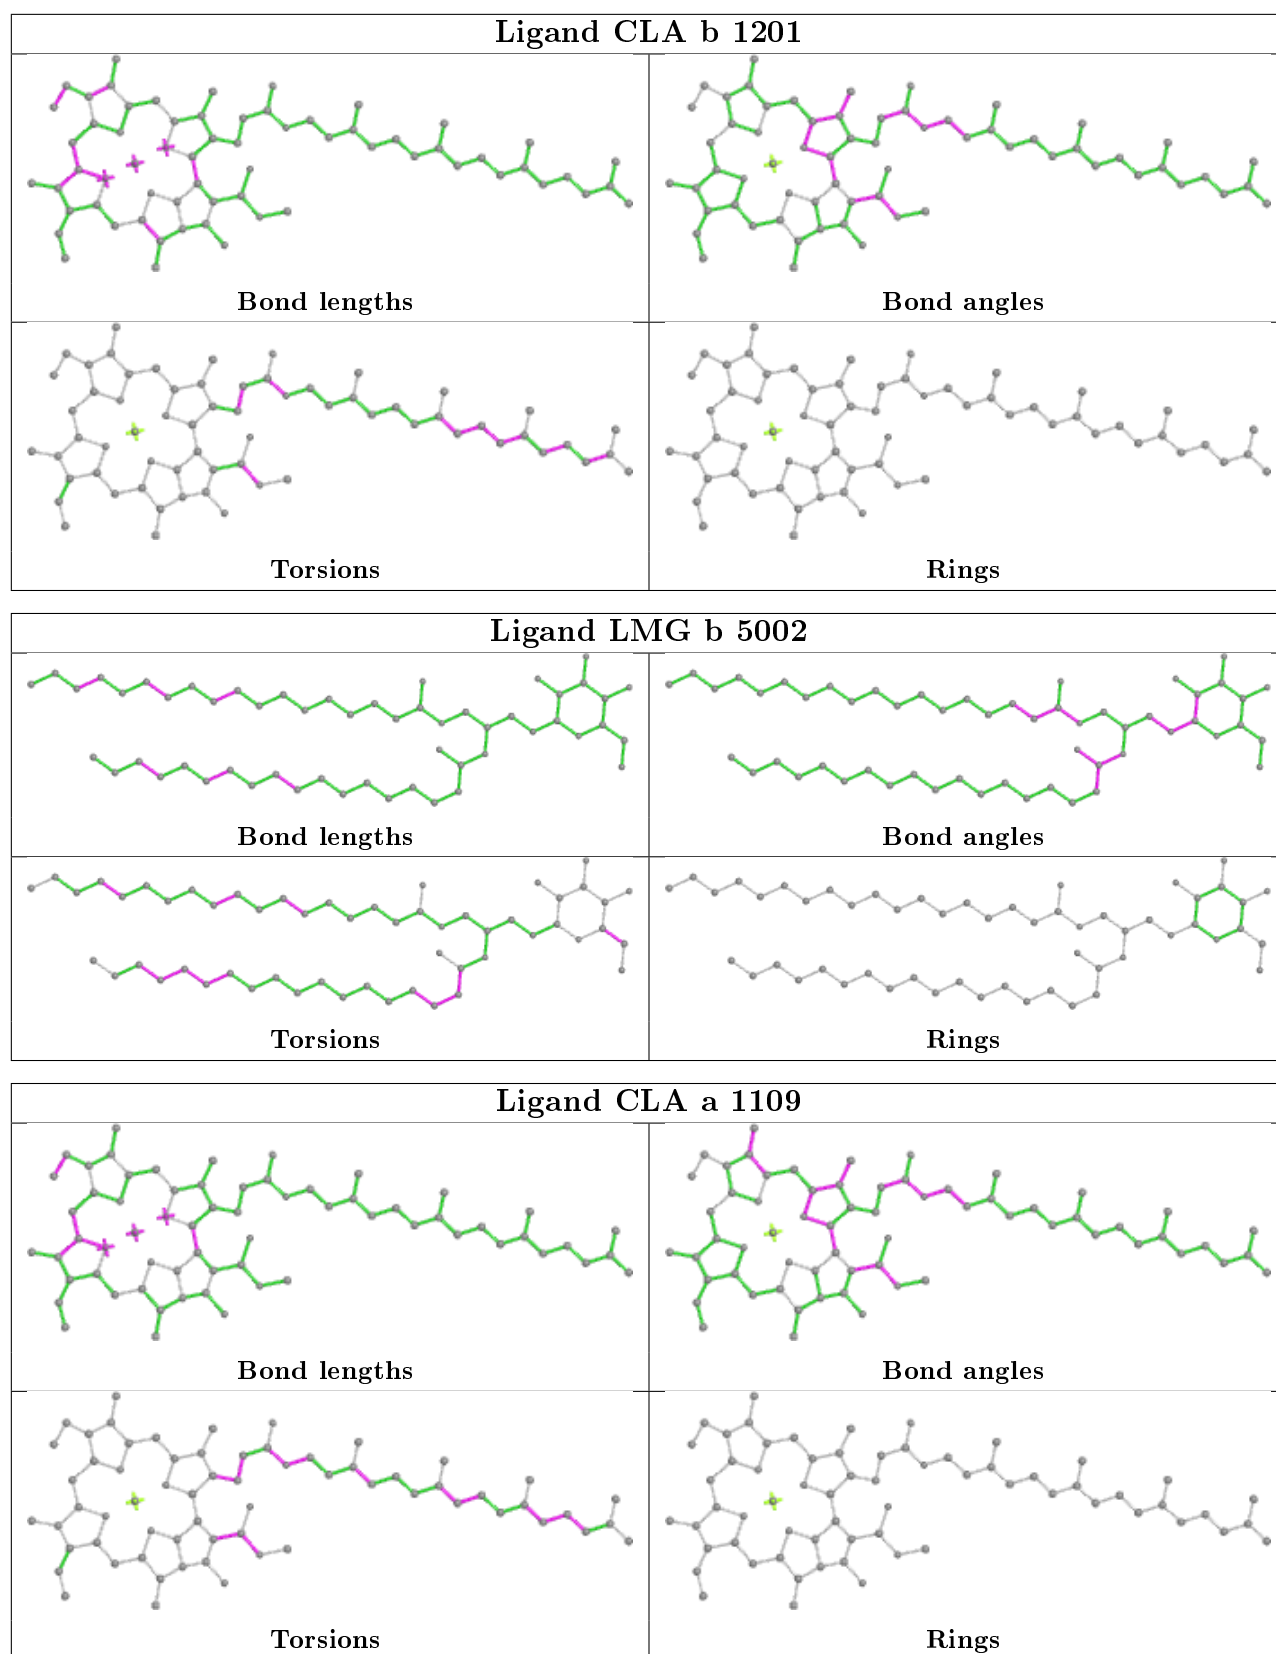 Ligand CLA b 1201
Bond lengths
Bond angles
Torsions
Rings
Ligand LMG b 5002
Bond lengths
Bond angles
Torsions
Rings
Ligand CLA a 1109
Bond lengths
Bond angles
Torsions
Rings